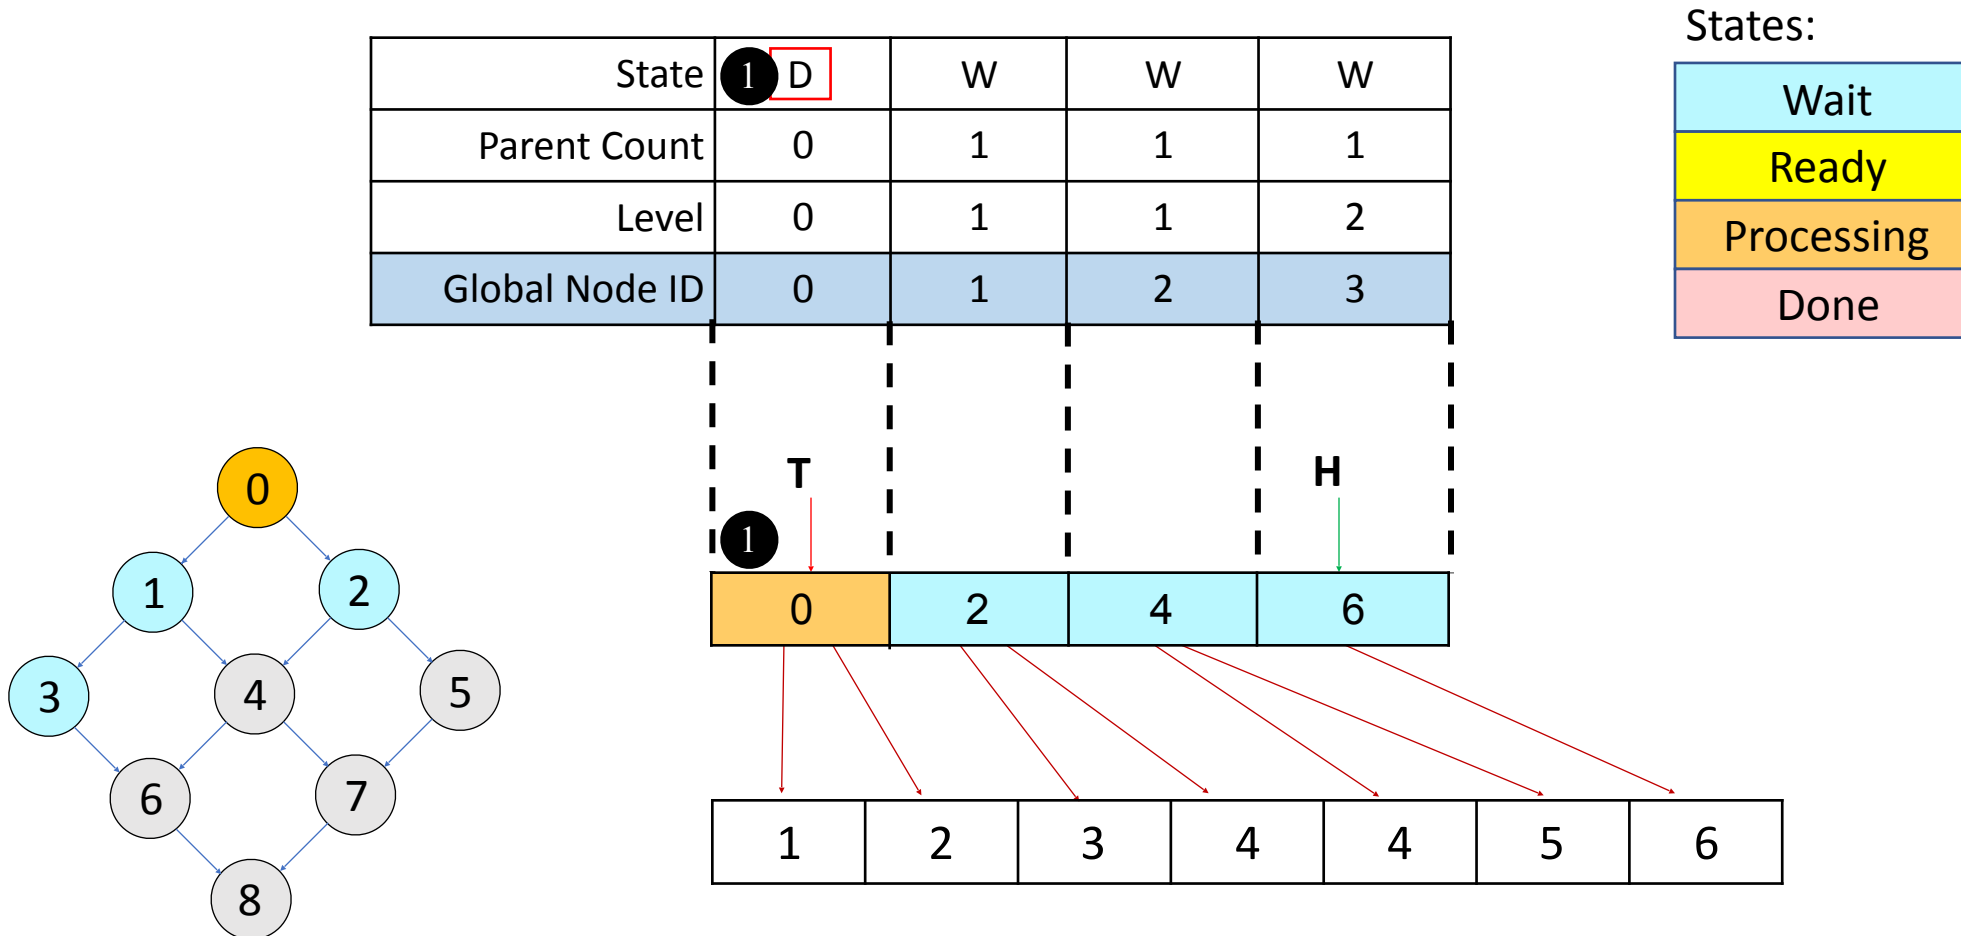 States:
State 1 D W W W
Parent Count 0 1 1 1
Level 0 1 1 2
Global Node ID 0 1 2 3
Wait
Ready
Processing
Done
T H
1
0 2 4 6
1 2 3 4 4 5 6
0
1 2
3 4 5
6 7
8